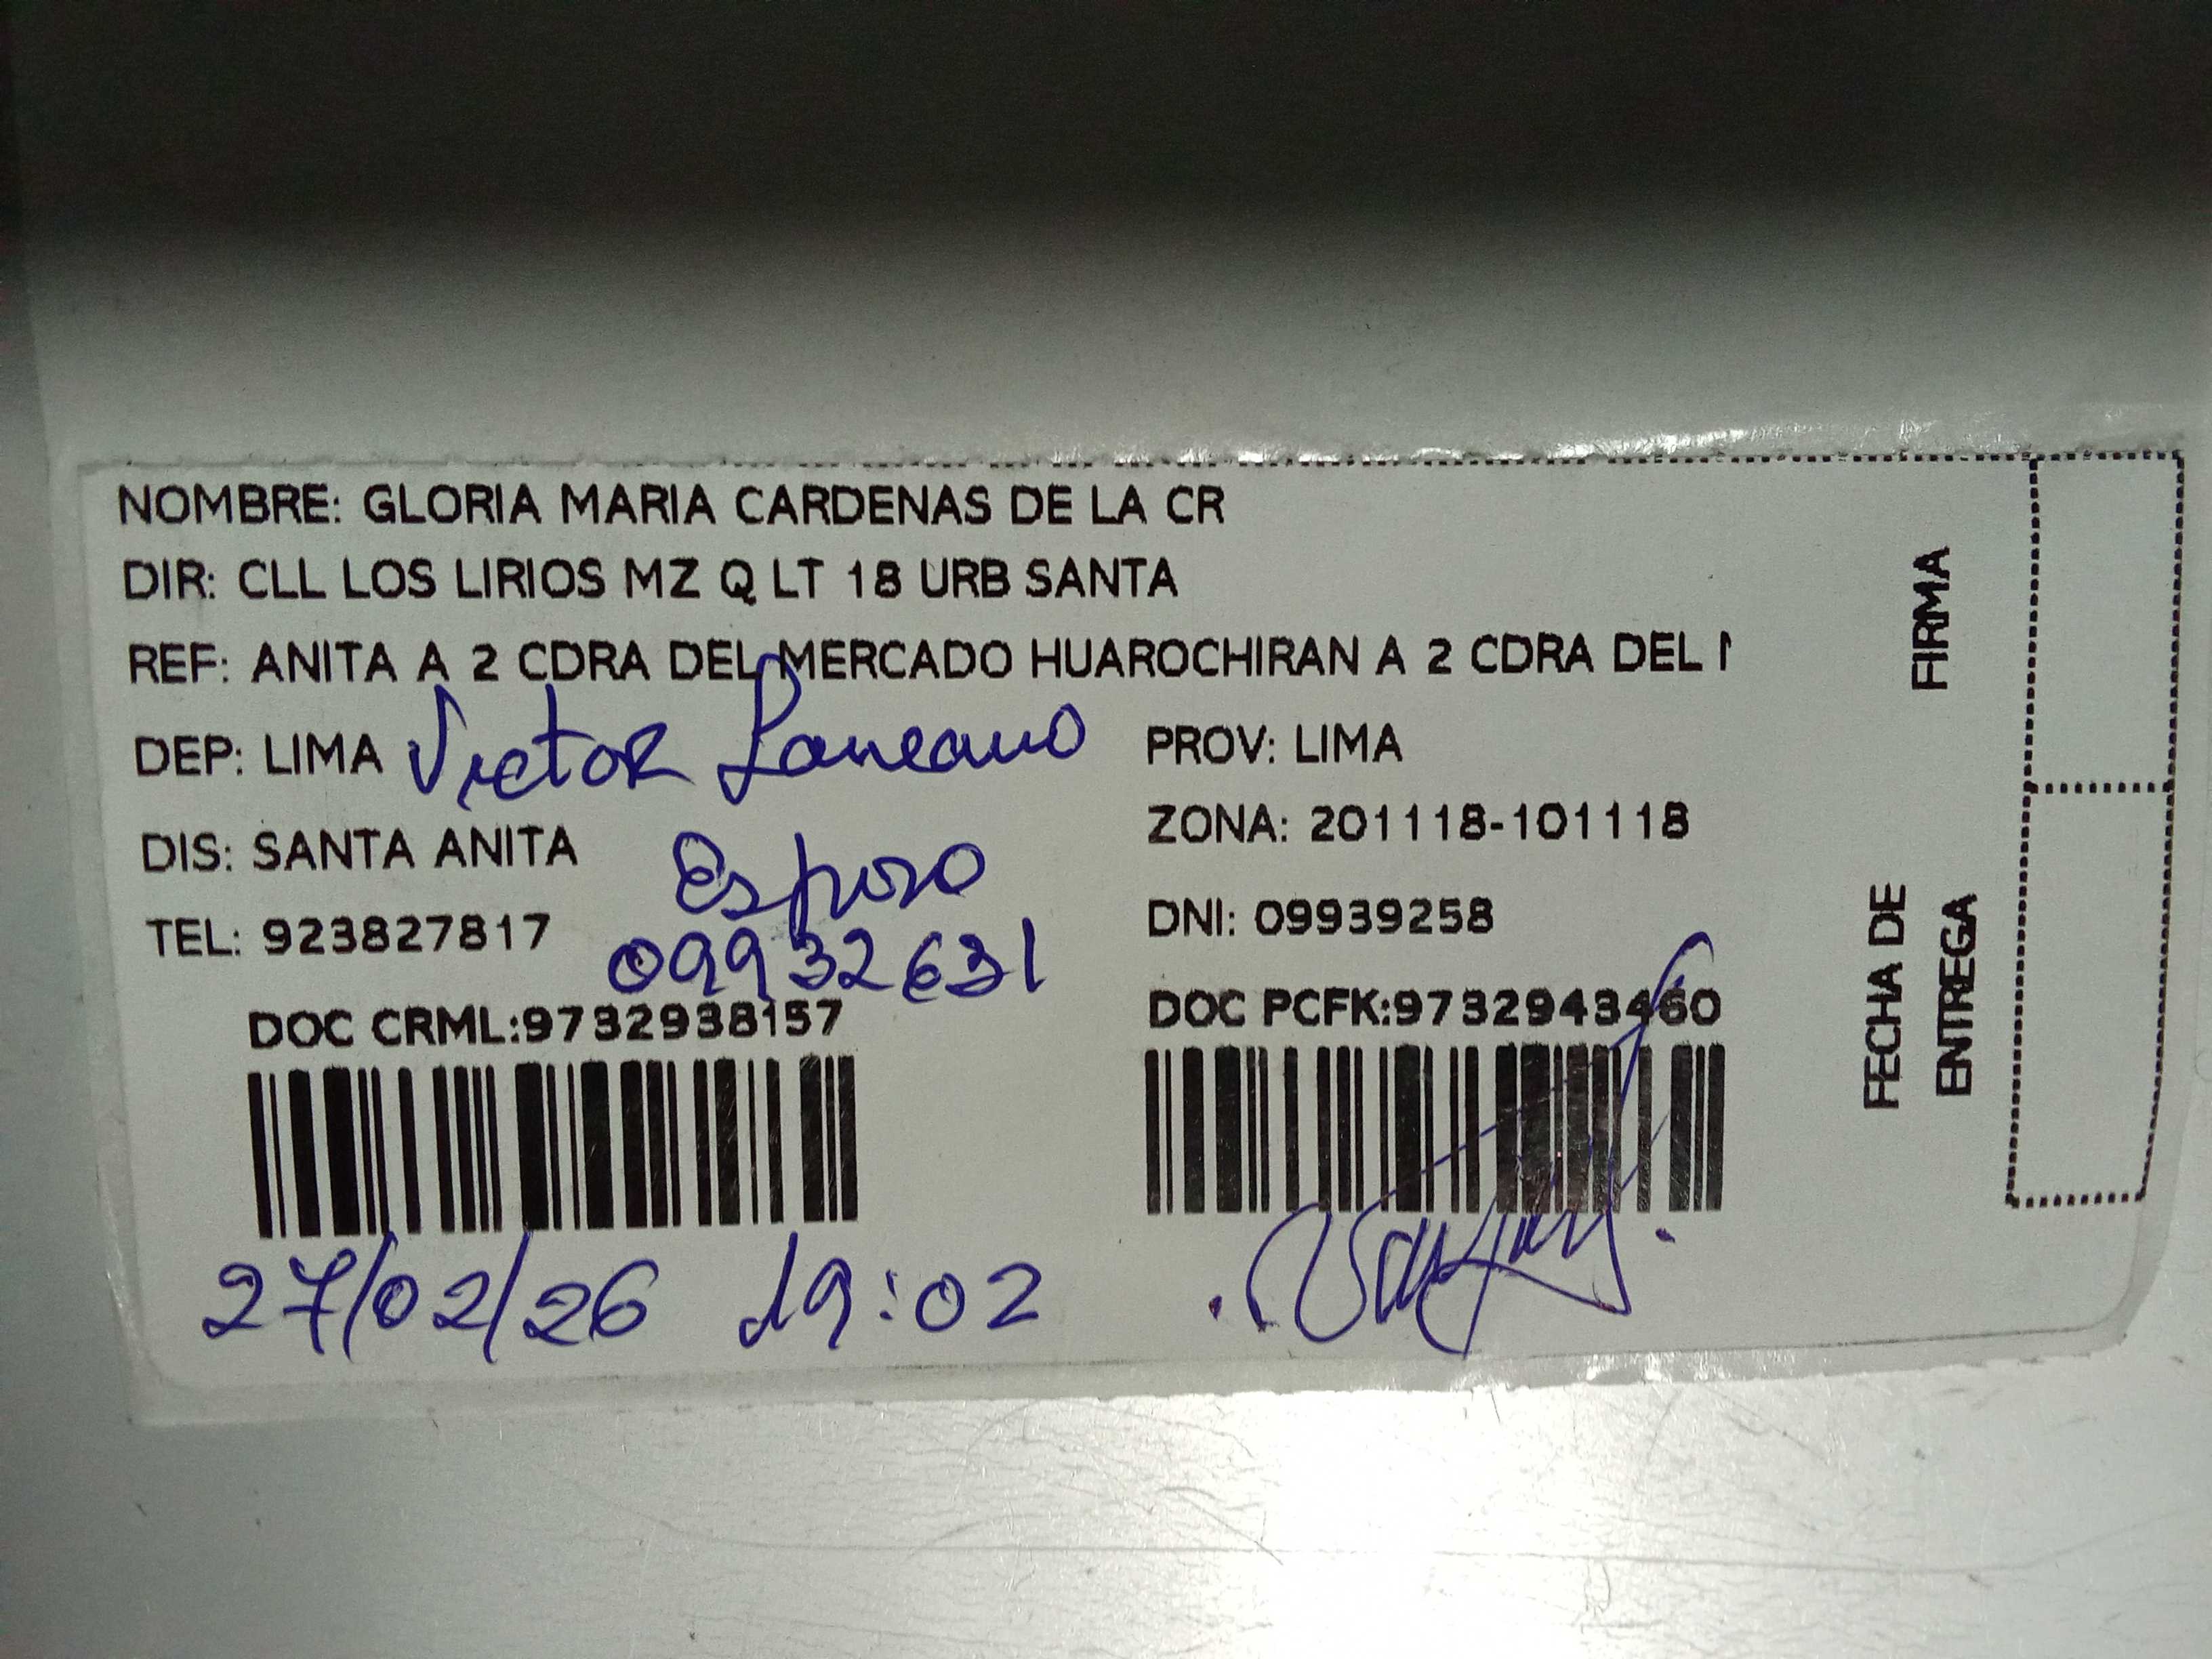 NOMBRE: GLORIA MARIA CARDENAS DE LA CR
DIR: CLL LOS LIRIOS MZ Q LT 18 URB SANTA
REF: ANITA A 2 CDRA DEL MERCADO HUAROCHIRAN A 2 CDRA DEL
DEP: LIMA Victor
PROV: LIMA
DIS: SANTA ANITA
ZONA: 201118-101118
Esposo
TEL: 923827817
09932631
DNI: 09939258
DOC CRML:9732938157
DOC PCFK:9732943460
27/02/26 19:02
FIRMA
FECHA DE
ENTREGA